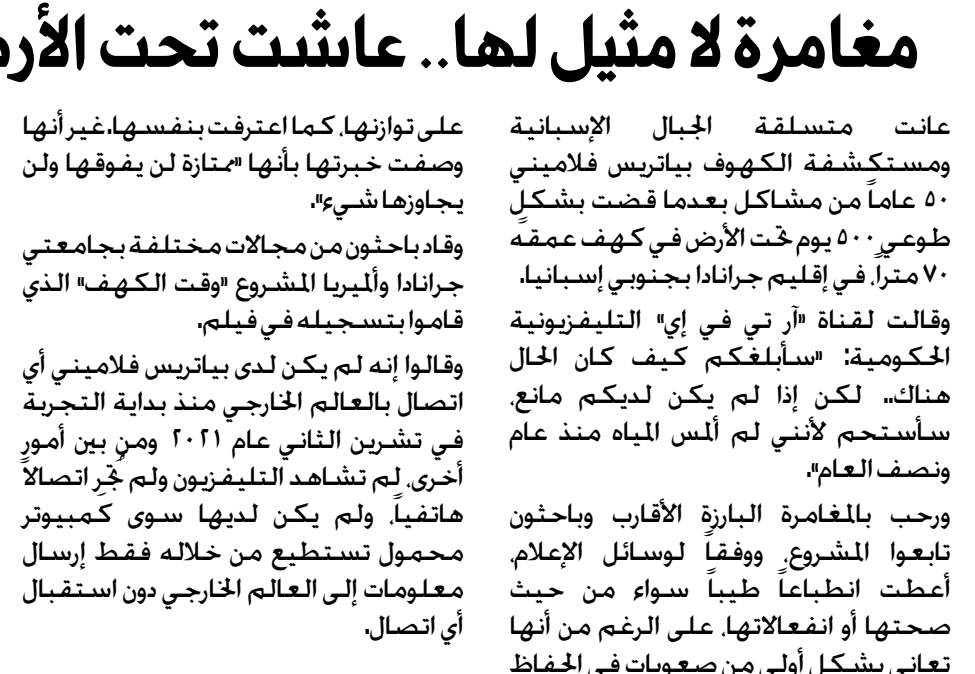 مغامرة لا مثيل لها.. عاشت تحت الأر
عانت متسلقة الجبال الإسبانية
ومستكشفة الكهوف بياتريس فلاميني
٥٠ عاماً من مشاكل بعدما قضت بشكلٍ
طوعيٍ ٥٠٠ يوم تحت الأرض في كهف عمقه
٧٠ متراً، في إقليم جرانادا بجنوبي إسبانيا.
وقالت لقناة «آر تي في إي» التليفزيونية
الحكومية: «سأبلغكم كيف كان الحال
هناك.. لكن إذا لم يكن لديكم مانع،
سأستحم لأنني لم ألمس المياه منذ عام
ونصف العام».
ورحب بالمغامرة البارزة الأقارب وباحثون
تابعوا المشروع، ووفقاً لوسائل الإعلام،
أعطت انطباعاً طيباً سواء من حيث
صحتها أو انفعالاتها، على الرغم من أنها
تعاني بشكل أولي من صعوبات في الحفاظ
على توازنها، كما اعترفت بنفسها.غير أنها
وصفت خبرتها بأنها «ممتازة لن يفوقها ولن
يجاوزها شيء».
وقاد باحثون من مجالات مختلفة بجامعتي
جرانادا وألميريا المشروع «وقت الكهف» الذي
قاموا بتسجيله في فيلم.
وقالوا إنه لم يكن لدى بياتريس فلاميني أي
اتصال بالعالم الخارجي منذ بداية التجربة
في تشرين الثاني عام ٢٠٢١ ومن بين أمورٍ
أخرى، لم تشاهد التليفزيون ولم تُجرِ اتصالاً
هاتفياً، ولم يكن لديها سوى كمبيوتر
محمول تستطيع من خلاله فقط إرسال
معلومات إلى العالم الخارجي دون استقبال
أي اتصال.